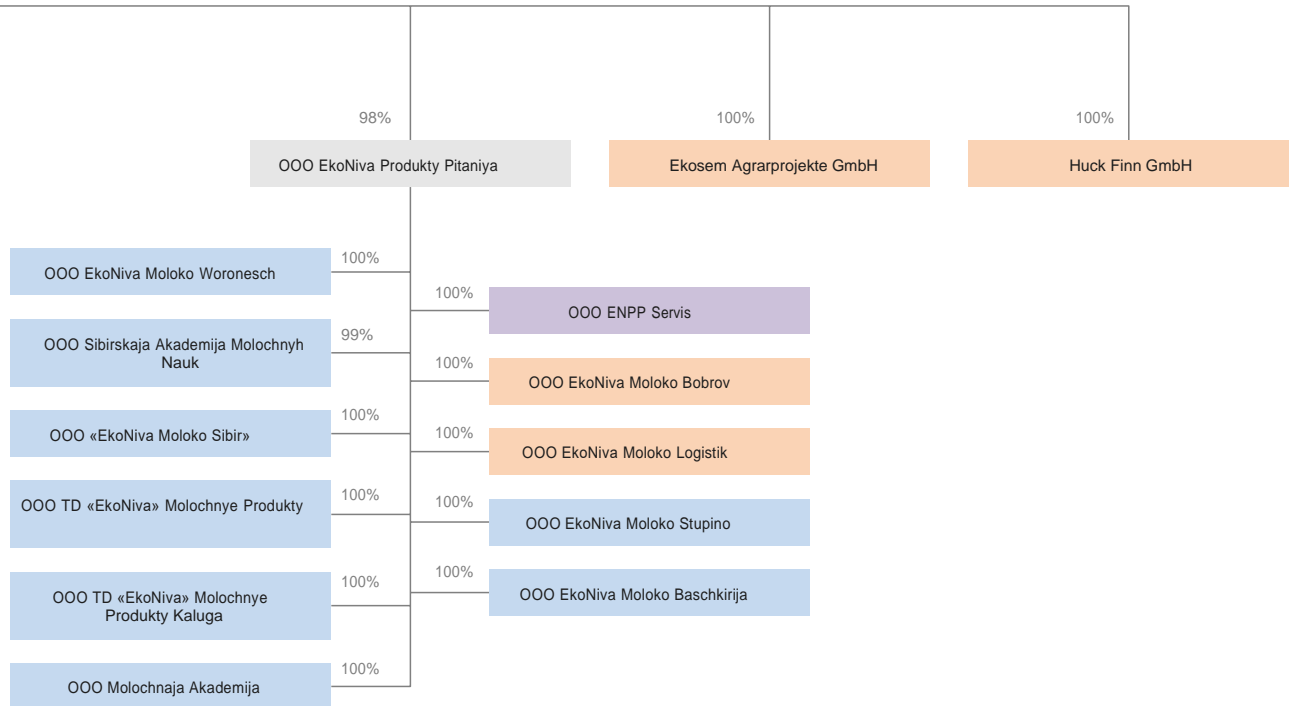 98%
100%
100%
OOO EkoNiva Produkty Pitaniya
Ekosem Agrarprojekte GmbH
Huck Finn GmbH
100%
OOO EkoNiva Moloko Woronesch
99%
OOO Sibirskaja Akademija Molochnyh
Nauk
100%
OOO «EkoNiva Moloko Sibir»
100%
OOO TD «EkoNiva» Molochnye Produkty
100%
OOO TD «EkoNiva» Molochnye
Produkty Kaluga
100%
OOO Molochnaja Akademija
100%
OOO ENPP Servis
100%
OOO EkoNiva Moloko Bobrov
100%
OOO EkoNiva Moloko Logistik
100%
OOO EkoNiva Moloko Stupino
100%
OOO EkoNiva Moloko Baschkirija